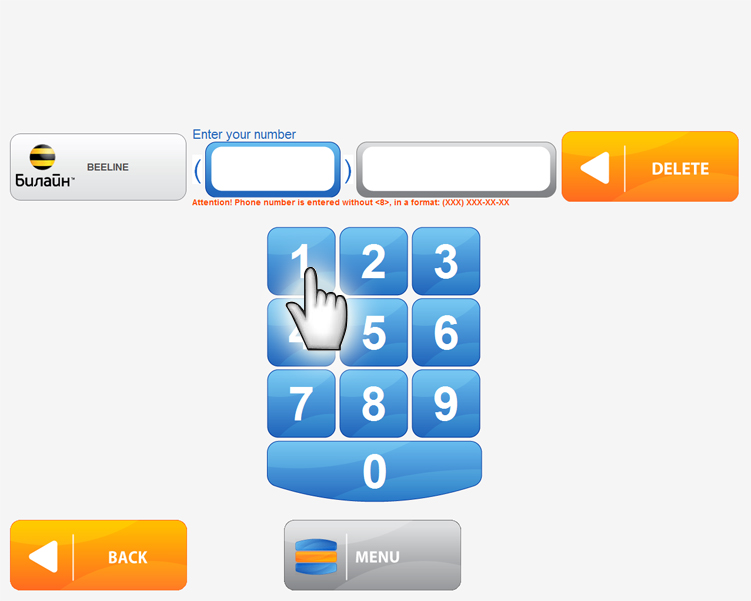 Enter your number
Билайн™
BEELINE
( )
DELETE
Attention! Phone number is entered without <8>, in a format: (XXX) XXX-XX-XX
1 2 3
4 5 6
7 8 9
0
BACK
MENU